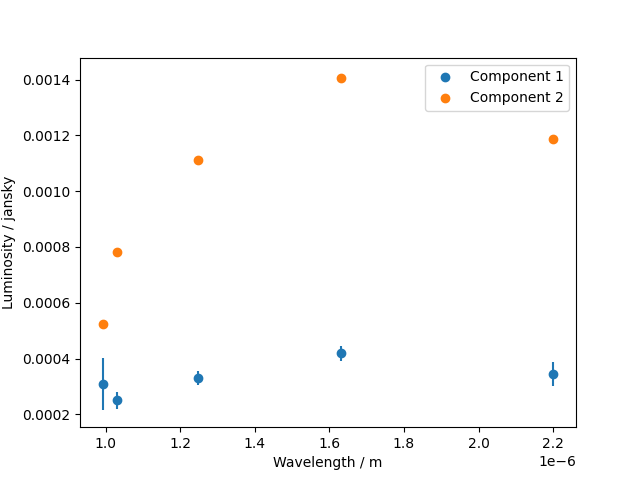 Component 1
Component 2
0.0014
0.0012
0.0010
0.0008
0.0006
0.0004
0.0002
Luminosity / jansky
1.0 1.2 1.4 1.6 1.8 2.0 2.2
1e−6
Wavelength / m